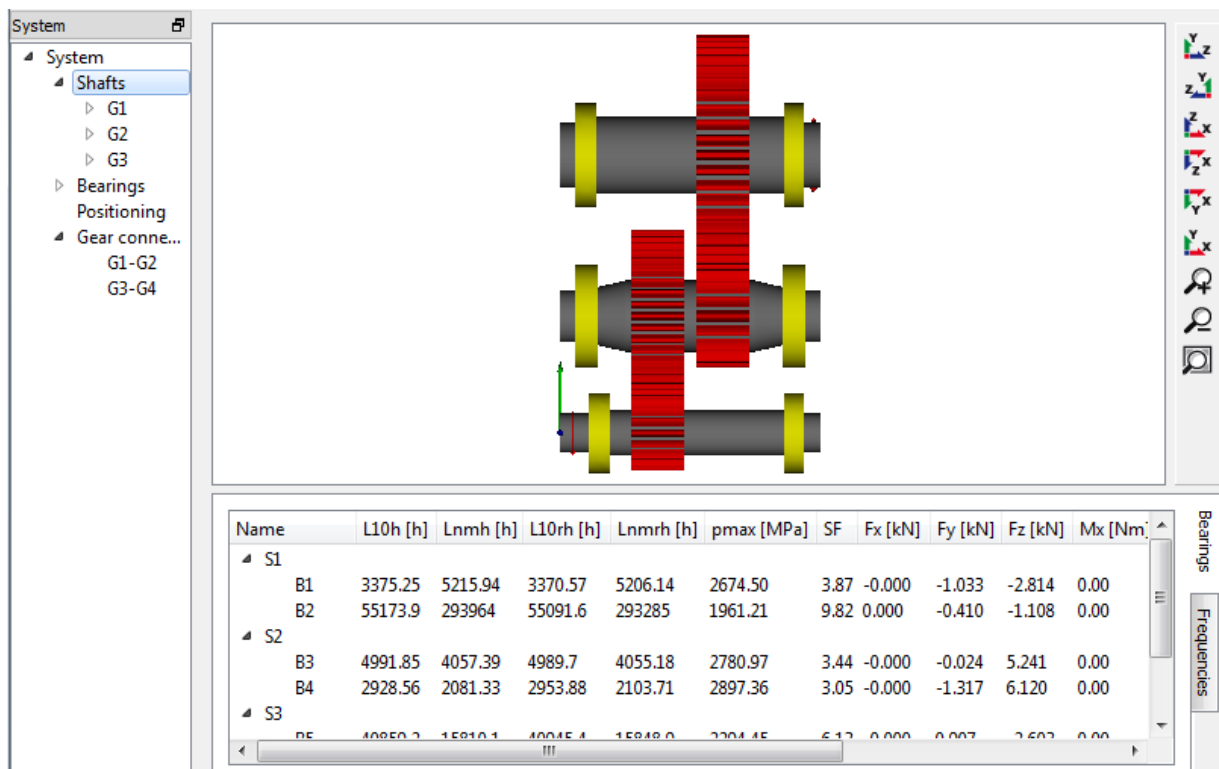 System
System
Shafts
G1
G2
G3
Bearings
Positioning
Gear conne...
G1-G2
G3-G4
Y Z
Z Y
Z X
Z X
Y X
Y X
Name L10h [h] Lnmh [h] L10rh [h] Lnmrh [h] pmax [MPa] SF Fx [kN] Fy [kN] Fz [kN] Mx [Nm]
S1
B1 3375.25 5215.94 3370.57 5206.14 2674.50 3.87 -0.000 -1.033 -2.814 0.00
B2 55173.9 293964 55091.6 293285 1961.21 9.82 0.000 -0.410 -1.108 0.00
S2
B3 4991.85 4057.39 4989.7 4055.18 2780.97 3.44 -0.000 -0.024 5.241 0.00
B4 2928.56 2081.33 2953.88 2103.71 2897.36 3.05 -0.000 -1.317 6.120 0.00
S3
Bearings
Frequencies